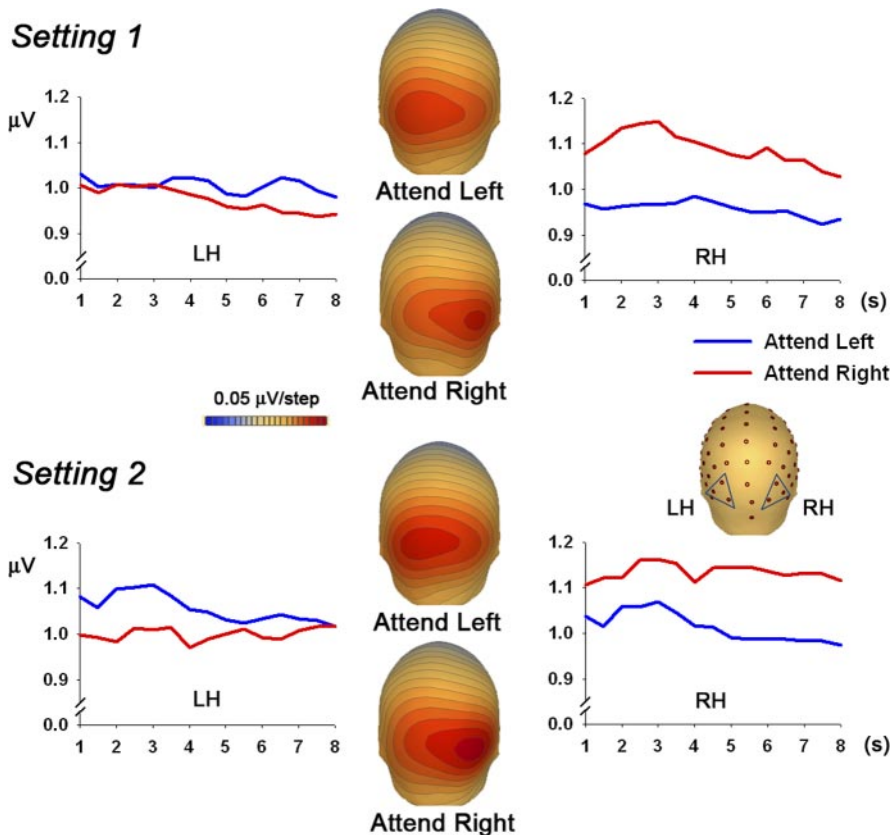 Setting 1
1.2
μV
1.1
1.0
0.9
0.0
LH
1 2 3 4 5 6 7 8
Attend Left
Attend Right
1.2
1.1
1.0
0.9
0.0
RH
1 2 3 4 5 6 7 8 (s)
Attend Left
Attend Right
0.05 μV/step
LH RH
Setting 2
1.2
μV
1.1
1.0
0.9
0.0
LH
1 2 3 4 5 6 7 8
Attend Left
Attend Right
1.2
1.1
1.0
0.9
0.0
RH
1 2 3 4 5 6 7 8 (s)